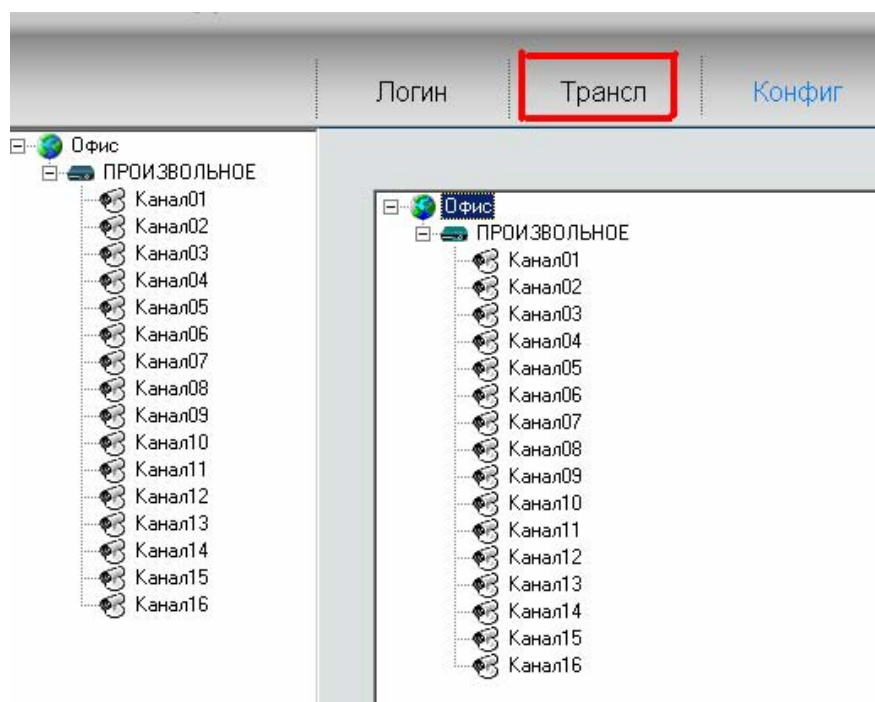 Логин Трансл Конфиг
Офис
ПРОИЗВОЛЬНОЕ
Канал01
Канал02
Канал03
Канал04
Канал05
Канал06
Канал07
Канал08
Канал09
Канал10
Канал11
Канал12
Канал13
Канал14
Канал15
Канал16
Офис
ПРОИЗВОЛЬНОЕ
Канал01
Канал02
Канал03
Канал04
Канал05
Канал06
Канал07
Канал08
Канал09
Канал10
Канал11
Канал12
Канал13
Канал14
Канал15
Канал16